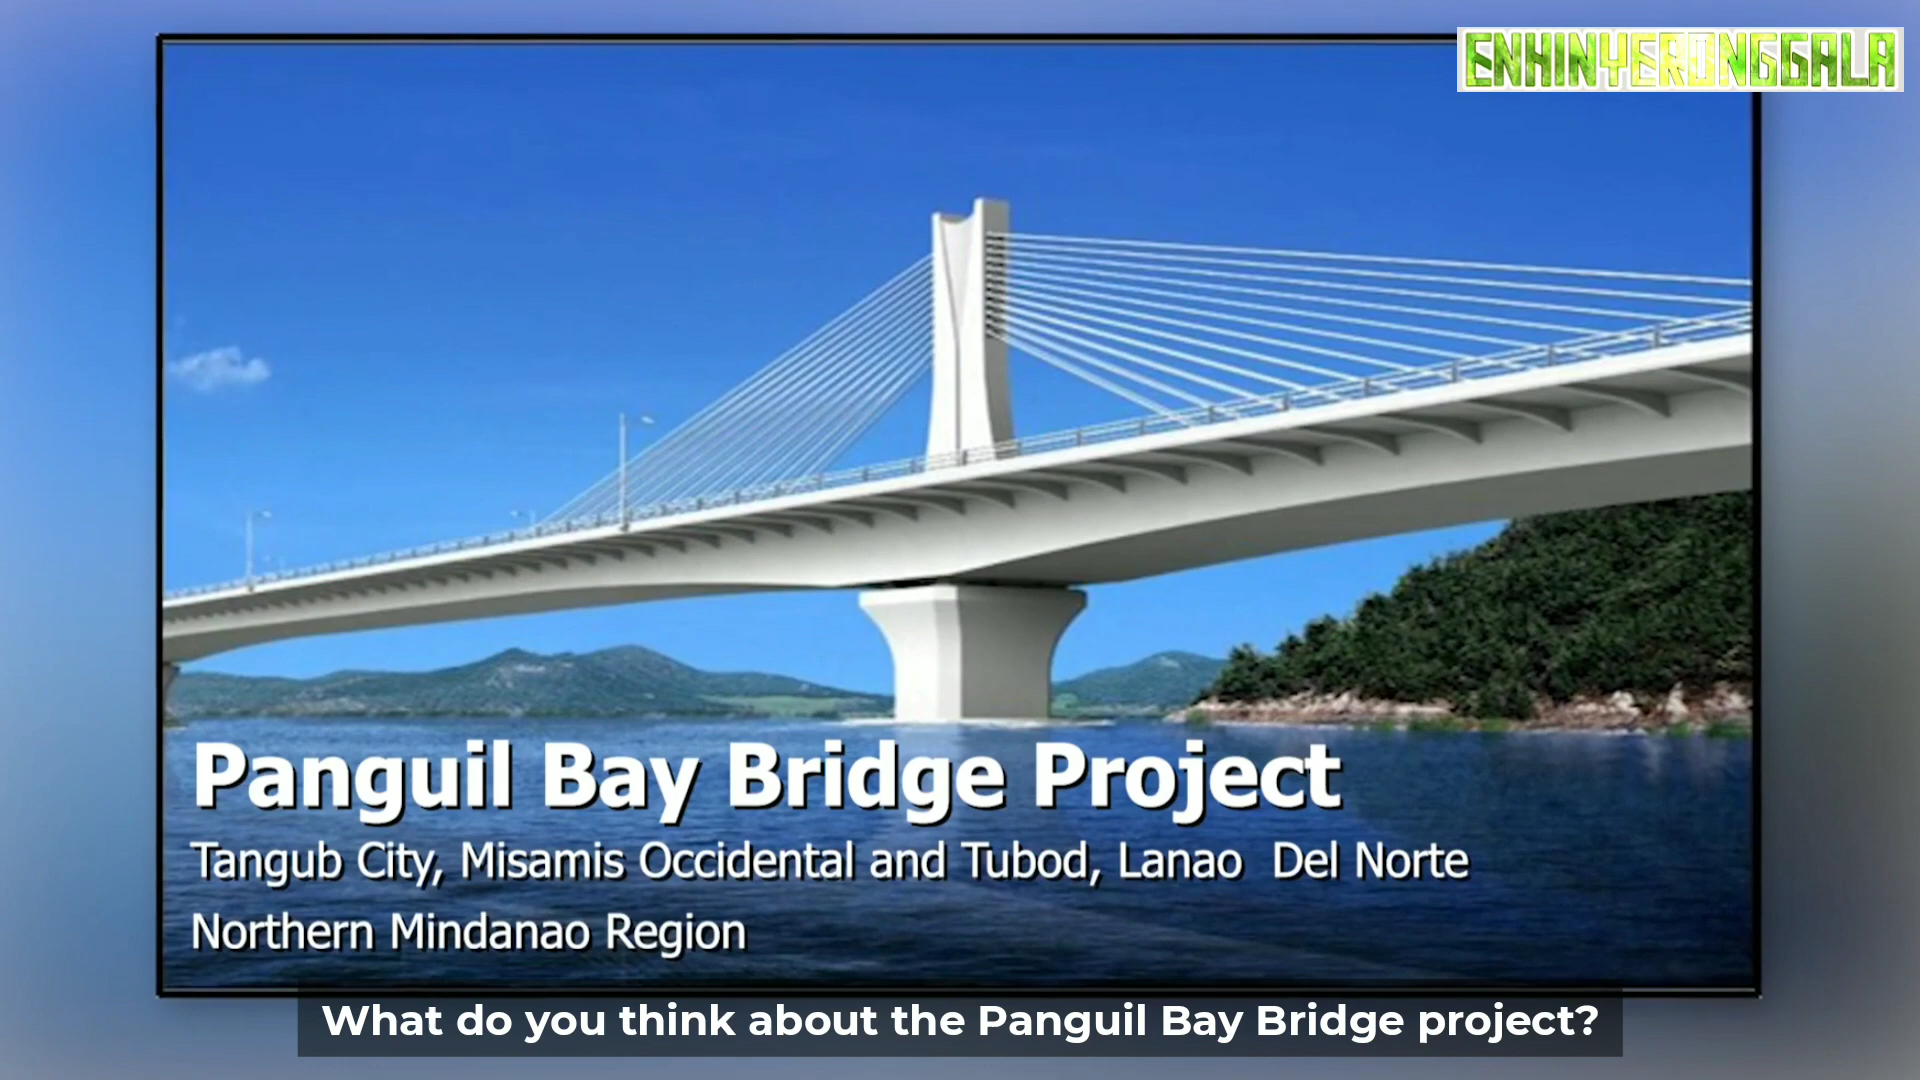 ENHINYERONGGALA
Panguil Bay Bridge Project
Tangub City, Misamis Occidental and Tubod, Lanao Del Norte
Northern Mindanao Region
What do you think about the Panguil Bay Bridge project?